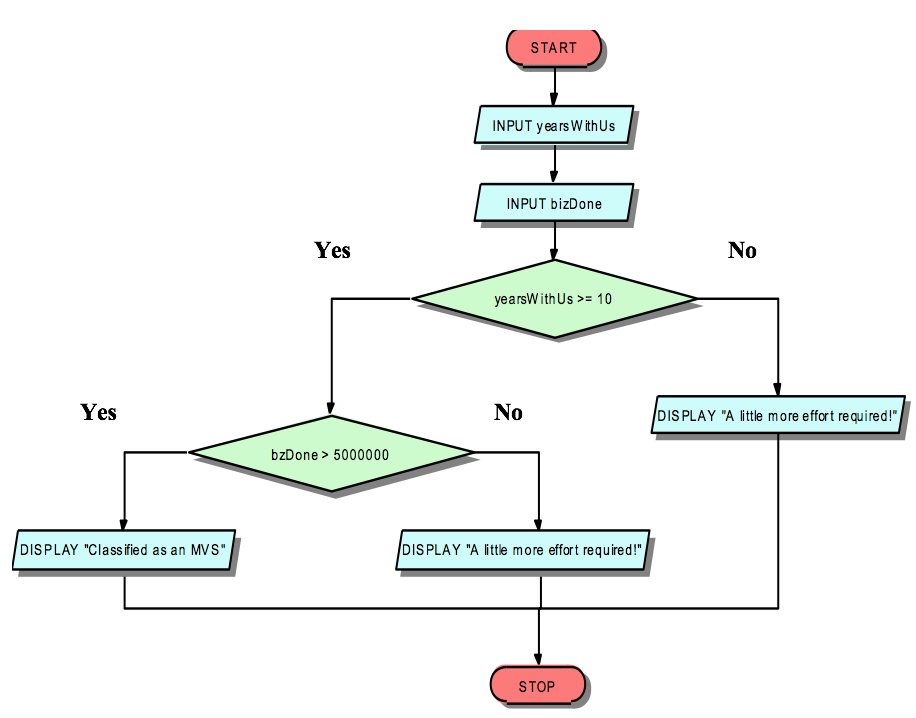 START
INPUT yearsWithUs
INPUT bizDone
Yes
No
yearsWithUs >= 10
Yes
No
DISPLAY "A little more effort required!"
bzDone > 5000000
DISPLAY "Classified as an MVS"
DISPLAY "A little more effort required!"
STOP